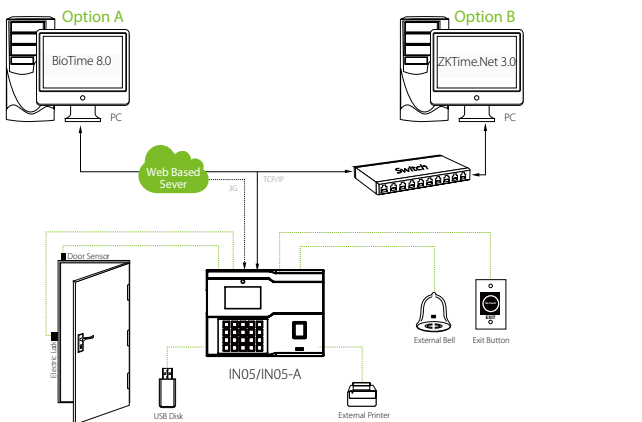 Option A
Option B
BioTime 8.0
ZKTime.Net 3.0
PC
PC
Web Based
Sever
3G
TCP/IP
Switch
Door Sensor
Electric Lock
IN05/IN05-A
External Bell
EXIT
Exit Button
USB Disk
External Printer